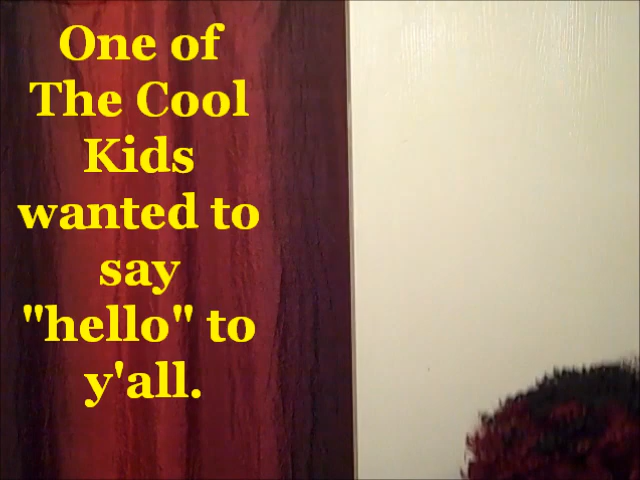 One of
The Cool
Kids
wanted to
say
"hello" to
y'all.